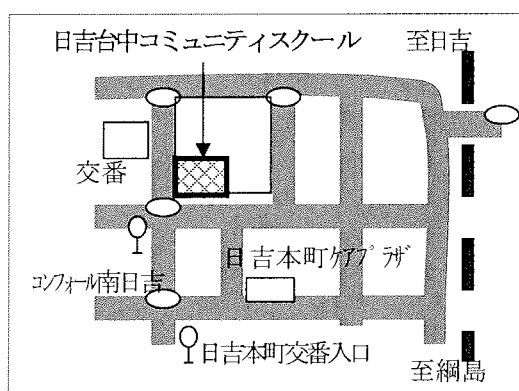 日吉台中コミュニティスクール
至日吉
交番
日吉本町ケアプラザ
コンフォール南日吉
日吉本町交番入口
至綱島